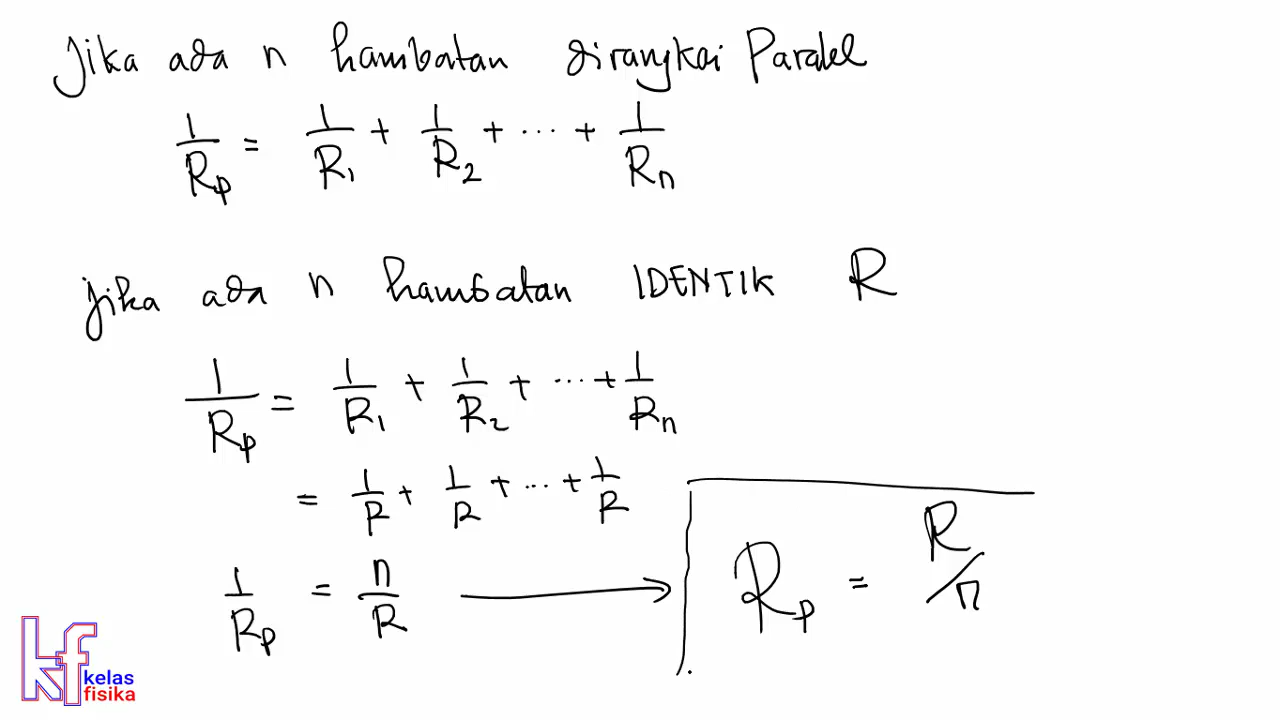 Jika ada n hambatan dirangkai Paralel
1/Rp = 1/R1 + 1/R2 + ... + 1/Rn
jika ada n hambatan IDENTIK R
1/Rp = 1/R1 + 1/R2 + ... + 1/Rn
= 1/R + 1/R + ... + 1/R
1/Rp = n/R → Rp = R/n
kf kelas
fisika